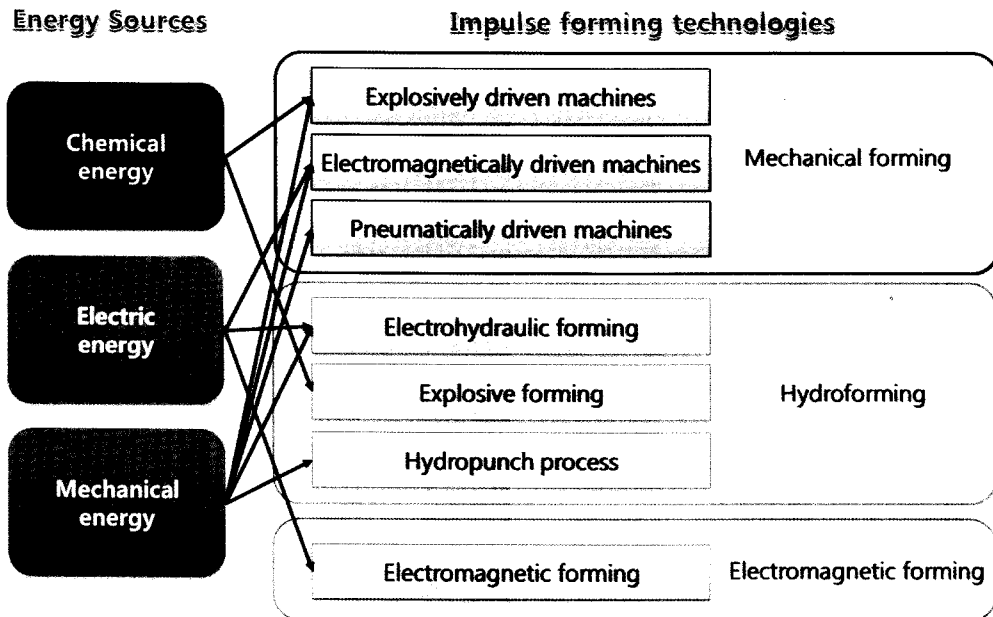 Energy Sources
Impulse forming technologies
Chemical
energy
Electric
energy
Mechanical
energy
Explosively driven machines
Electromagnetically driven machines
Pneumatically driven machines
Mechanical forming
Electrohydraulic forming
Explosive forming
Hydropunch process
Hydroforming
Electromagnetic forming
Electromagnetic forming